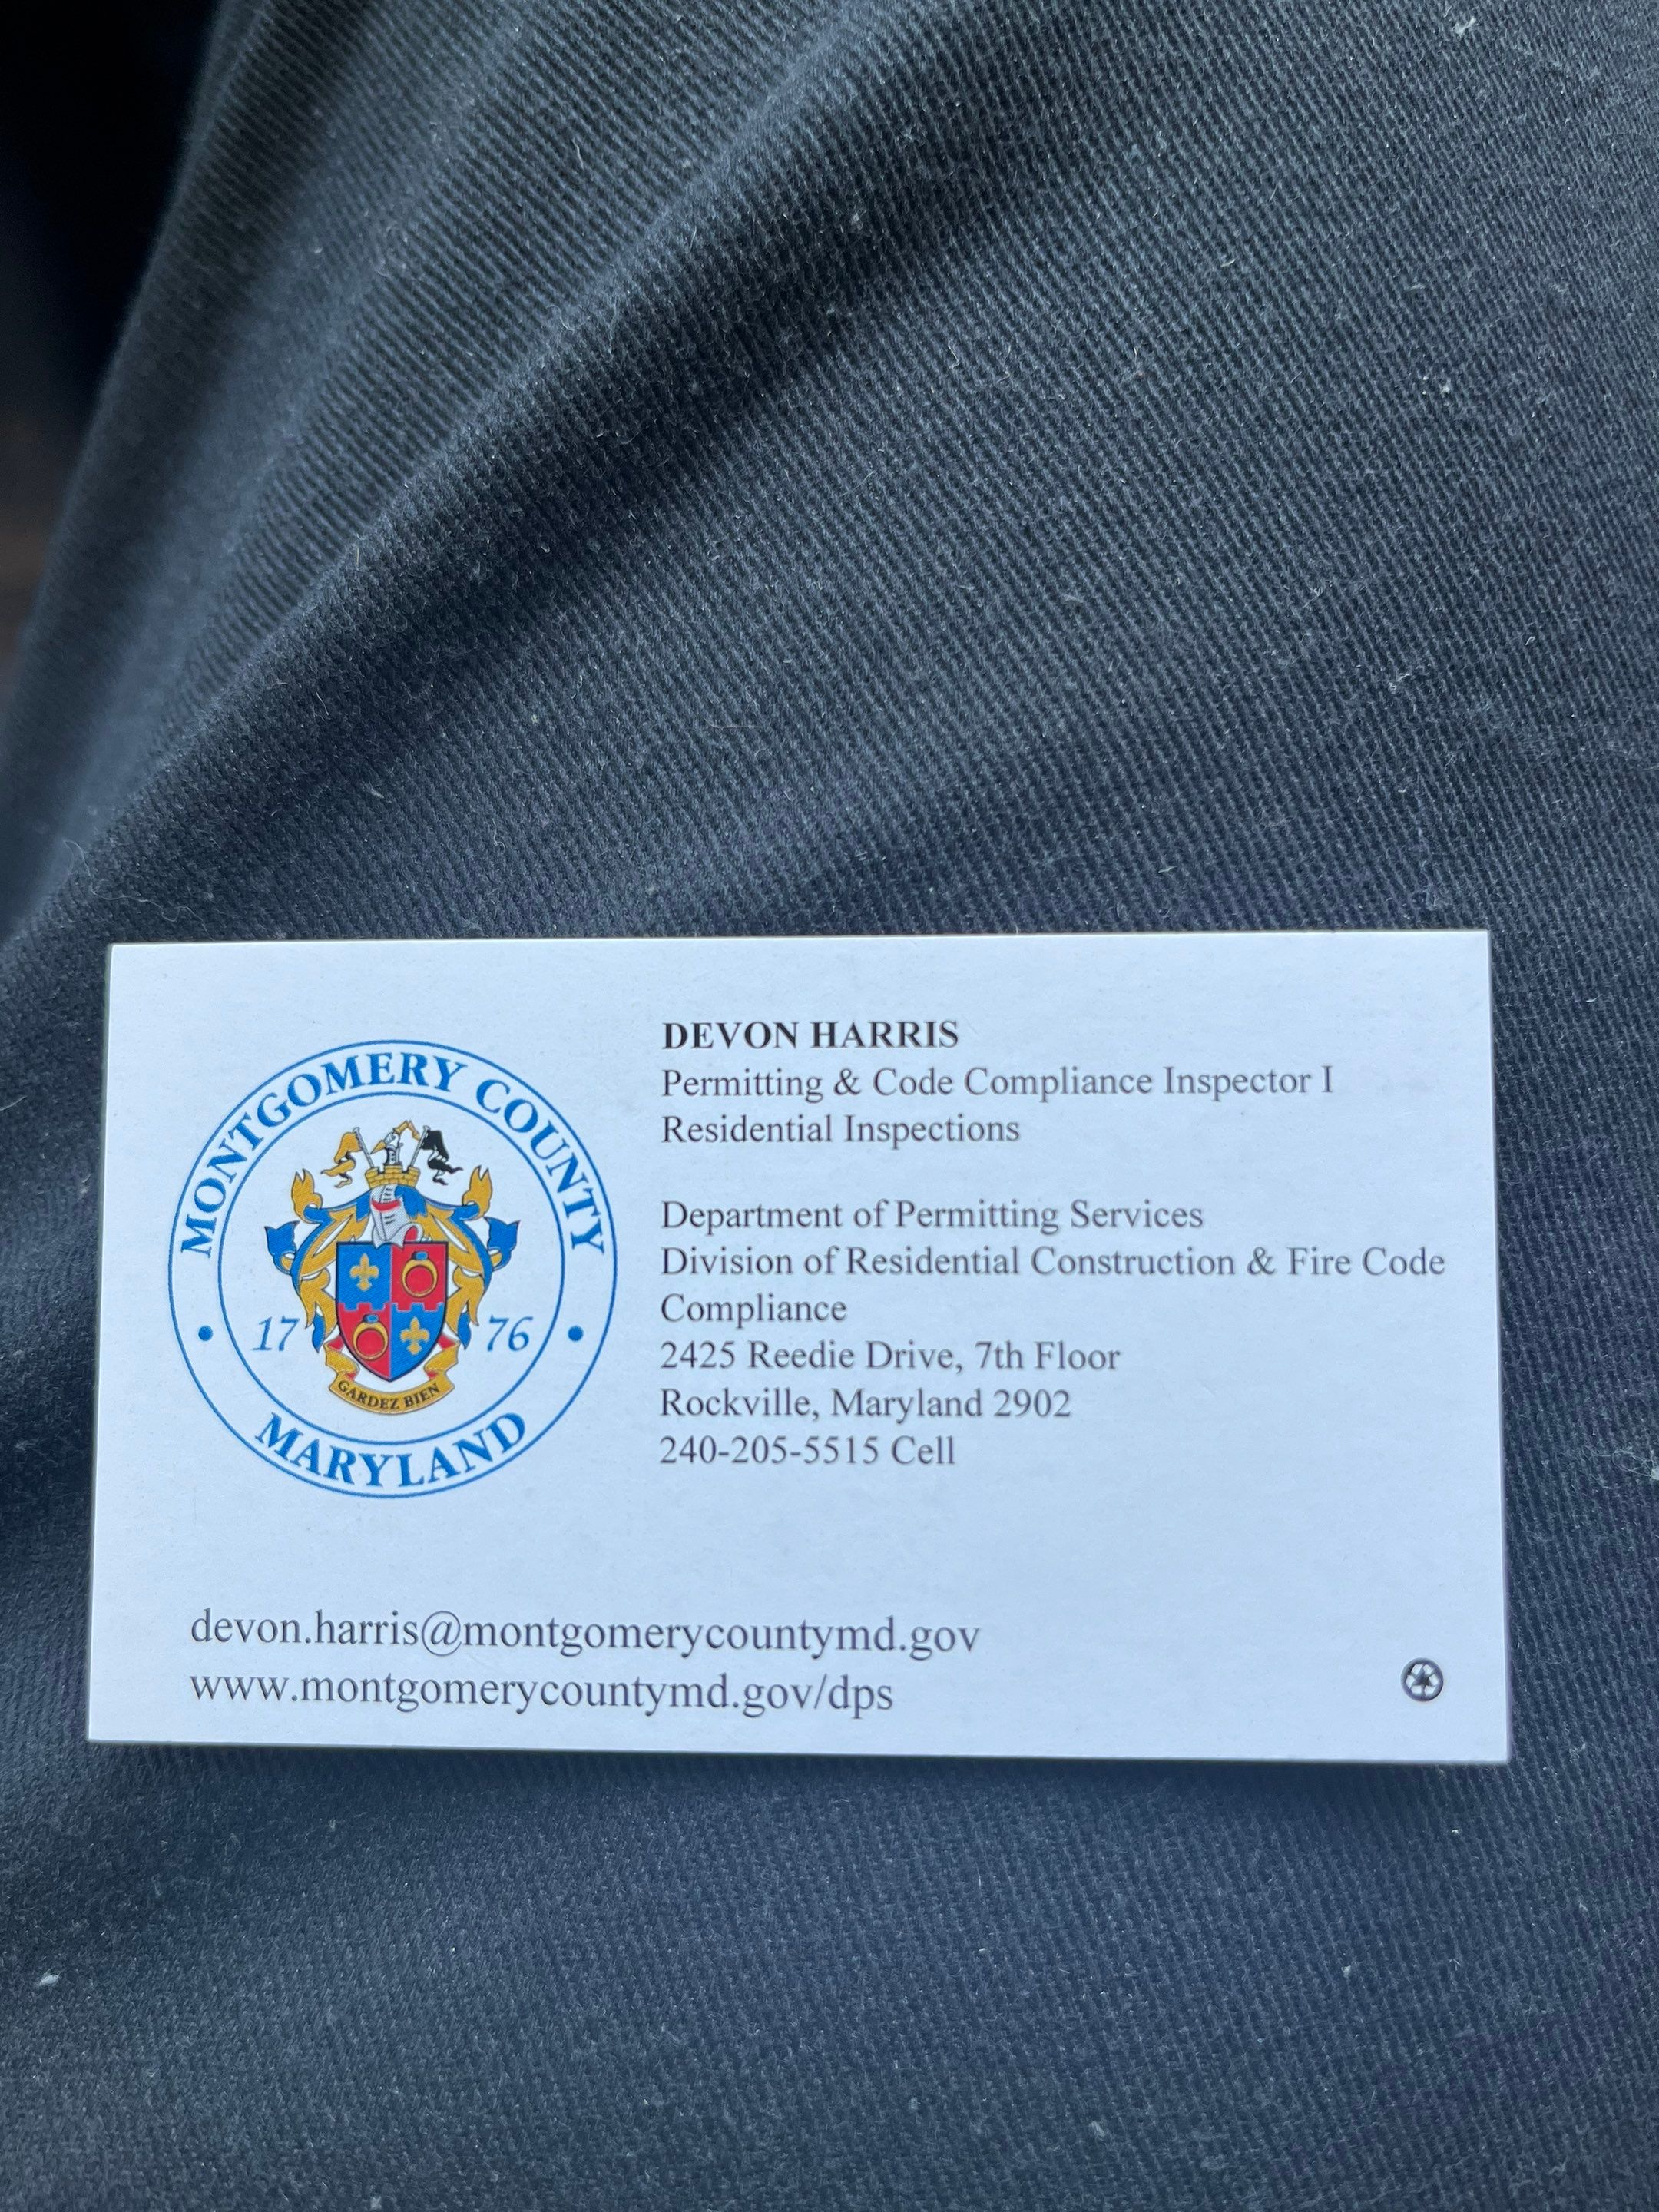 MONTGOMERY COUNTY
17 76
GARDEZ BIEN
MARYLAND
DEVON HARRIS
Permitting & Code Compliance Inspector I
Residential Inspections
Department of Permitting Services
Division of Residential Construction & Fire Code
Compliance
2425 Reedie Drive, 7th Floor
Rockville, Maryland 2902
240-205-5515 Cell
devon.harris@montgomerycountymd.gov
www.montgomerycountymd.gov/dps